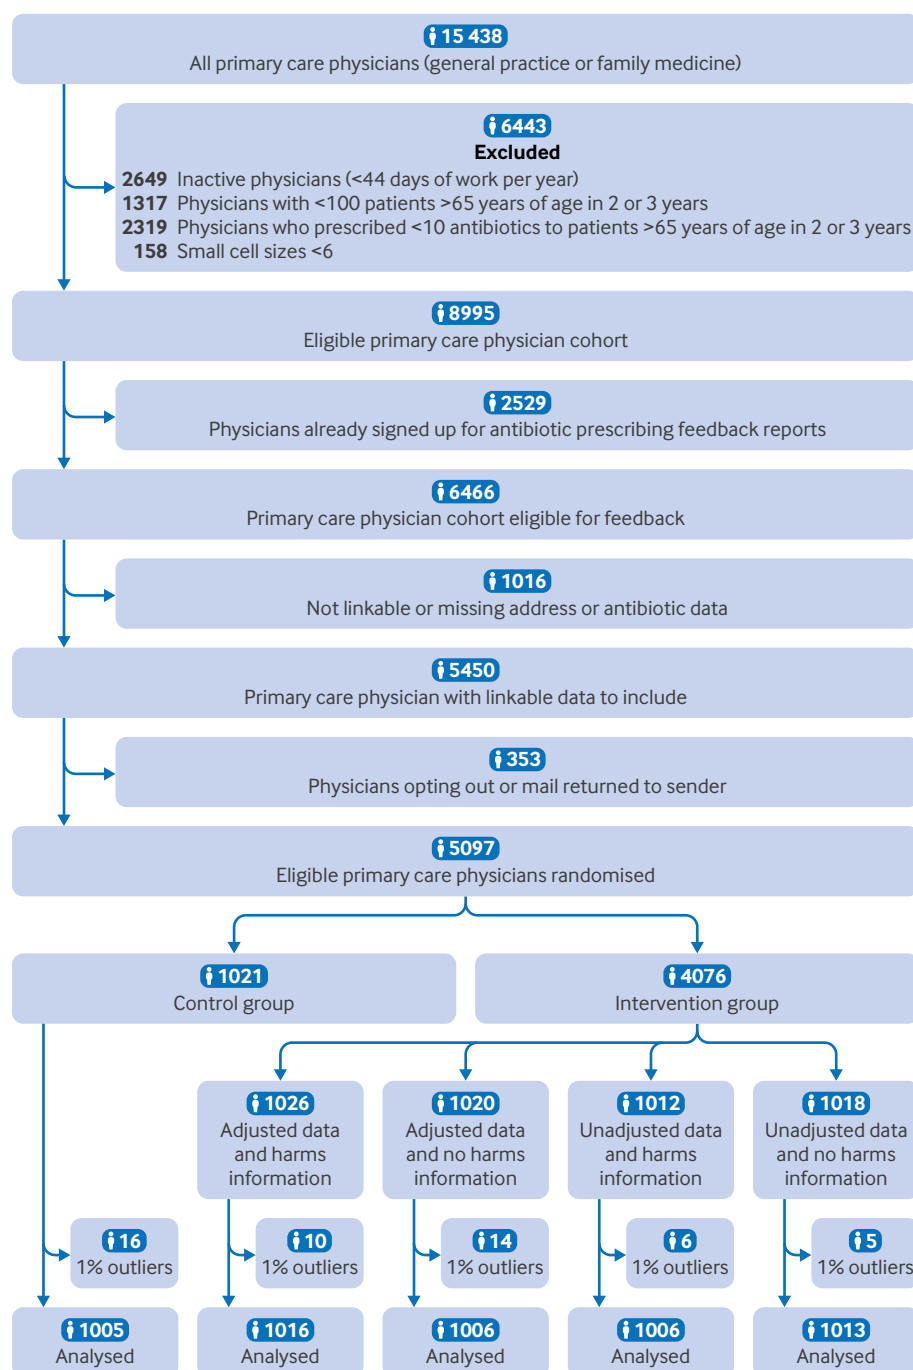 15 438
All primary care physicians (general practice or family medicine)
6443
Excluded
2649 Inactive physicians (<44 days of work per year)
1317 Physicians with <100 patients >65 years of age in 2 or 3 years
2319 Physicians who prescribed <10 antibiotics to patients >65 years of age in 2 or 3 years
158 Small cell sizes <6
8995
Eligible primary care physician cohort
2529
Physicians already signed up for antibiotic prescribing feedback reports
6466
Primary care physician cohort eligible for feedback
1016
Not linkable or missing address or antibiotic data
5450
Primary care physician with linkable data to include
353
Physicians opting out or mail returned to sender
5097
Eligible primary care physicians randomised
1021
Control group
4076
Intervention group
1026
Adjusted data
and harms
information
1020
Adjusted data
and no harms
information
1012
Unadjusted data
and harms
information
1018
Unadjusted data
and no harms
information
16
1% outliers
10
1% outliers
14
1% outliers
6
1% outliers
5
1% outliers
1005
Analysed
1016
Analysed
1006
Analysed
1006
Analysed
1013
Analysed